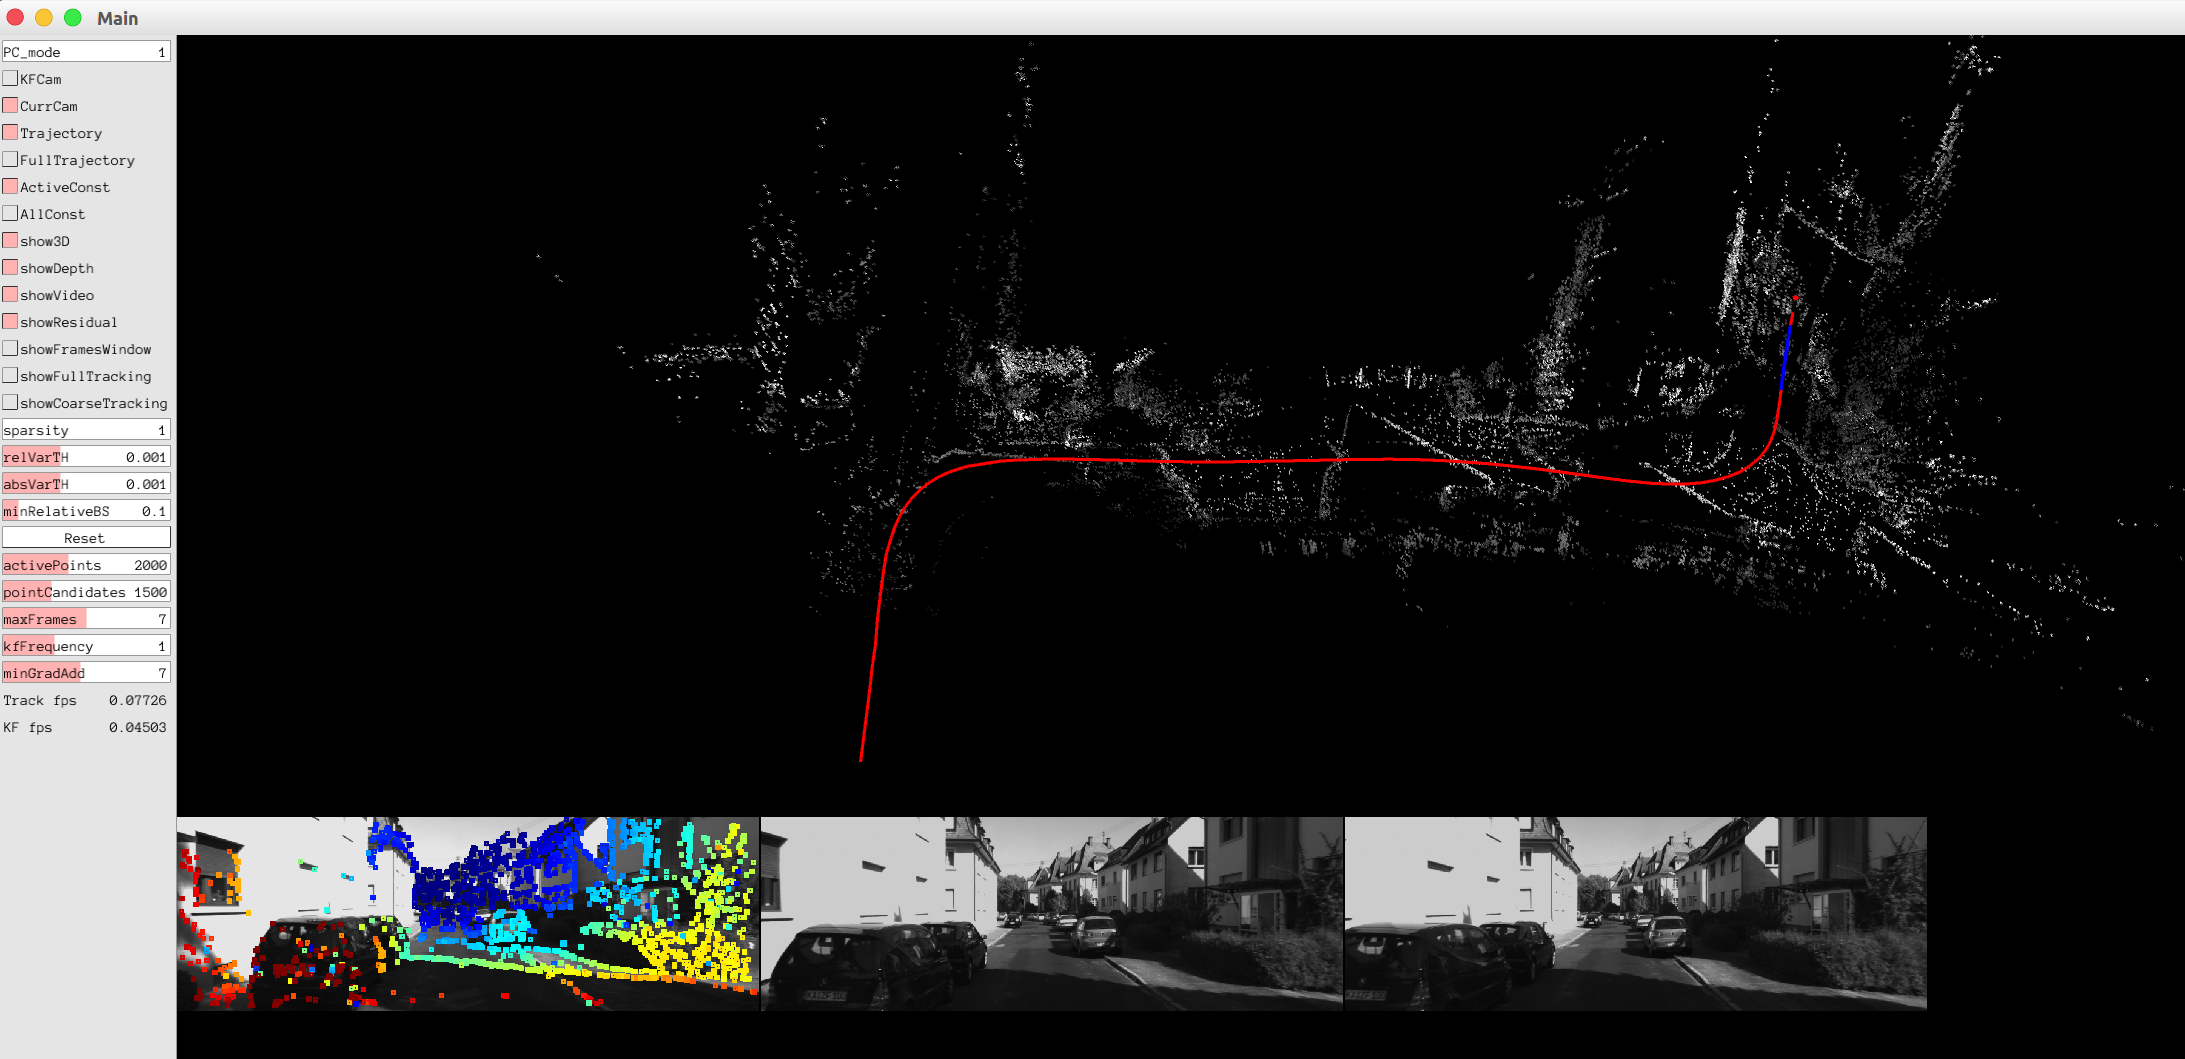 Main
PC_mode 1
KFCam
CurrCam
Trajectory
FullTrajectory
ActiveConst
AllConst
show3D
showDepth
showVideo
showResidual
showFramesWindow
showFullTracking
showCoarseTracking
sparsity 1
relVarTH 0.001
absVarTH 0.001
minRelativeBS 0.1
Reset
activePoints 2000
pointCandidates 1500
maxFrames 7
kfFrequency 1
minGradAdd 7
Track fps 0.07726
KF fps 0.04503